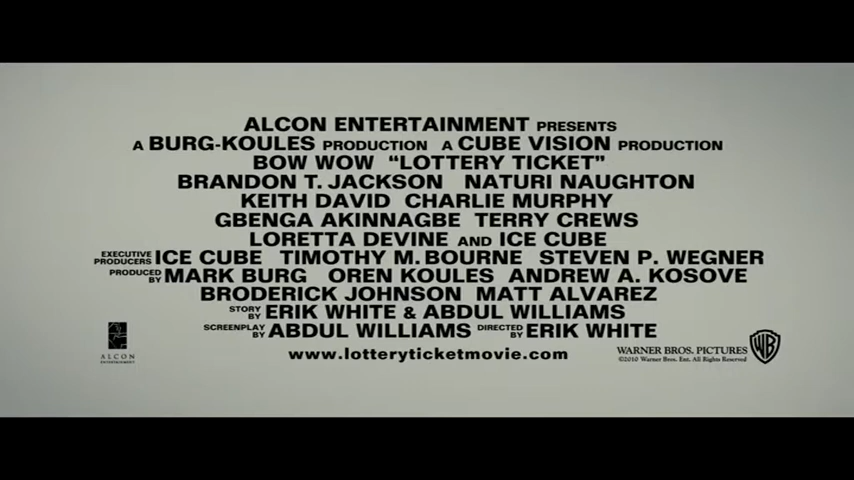 ALCON ENTERTAINMENT PRESENTS
A BURG-KOULES PRODUCTION A CUBE VISION PRODUCTION
BOW WOW "LOTTERY TICKET"
BRANDON T. JACKSON NATURI NAUGHTON
KEITH DAVID CHARLIE MURPHY
GBENGA AKINNAGBE TERRY CREWS
LORETTA DEVINE AND ICE CUBE
EXECUTIVE PRODUCERS ICE CUBE TIMOTHY M. BOURNE STEVEN P. WEGNER
PRODUCED BY MARK BURG OREN KOULES ANDREW A. KOSOVE
BRODERICK JOHNSON MATT ALVAREZ
STORY BY ERIK WHITE & ABDUL WILLIAMS
SCREENPLAY BY ABDUL WILLIAMS DIRECTED BY ERIK WHITE
www.lotteryticketmovie.com
ALCON
ENTERTAINMENT
WARNER BROS. PICTURES
©2010 Warner Bros. Ent. All Rights Reserved
WB